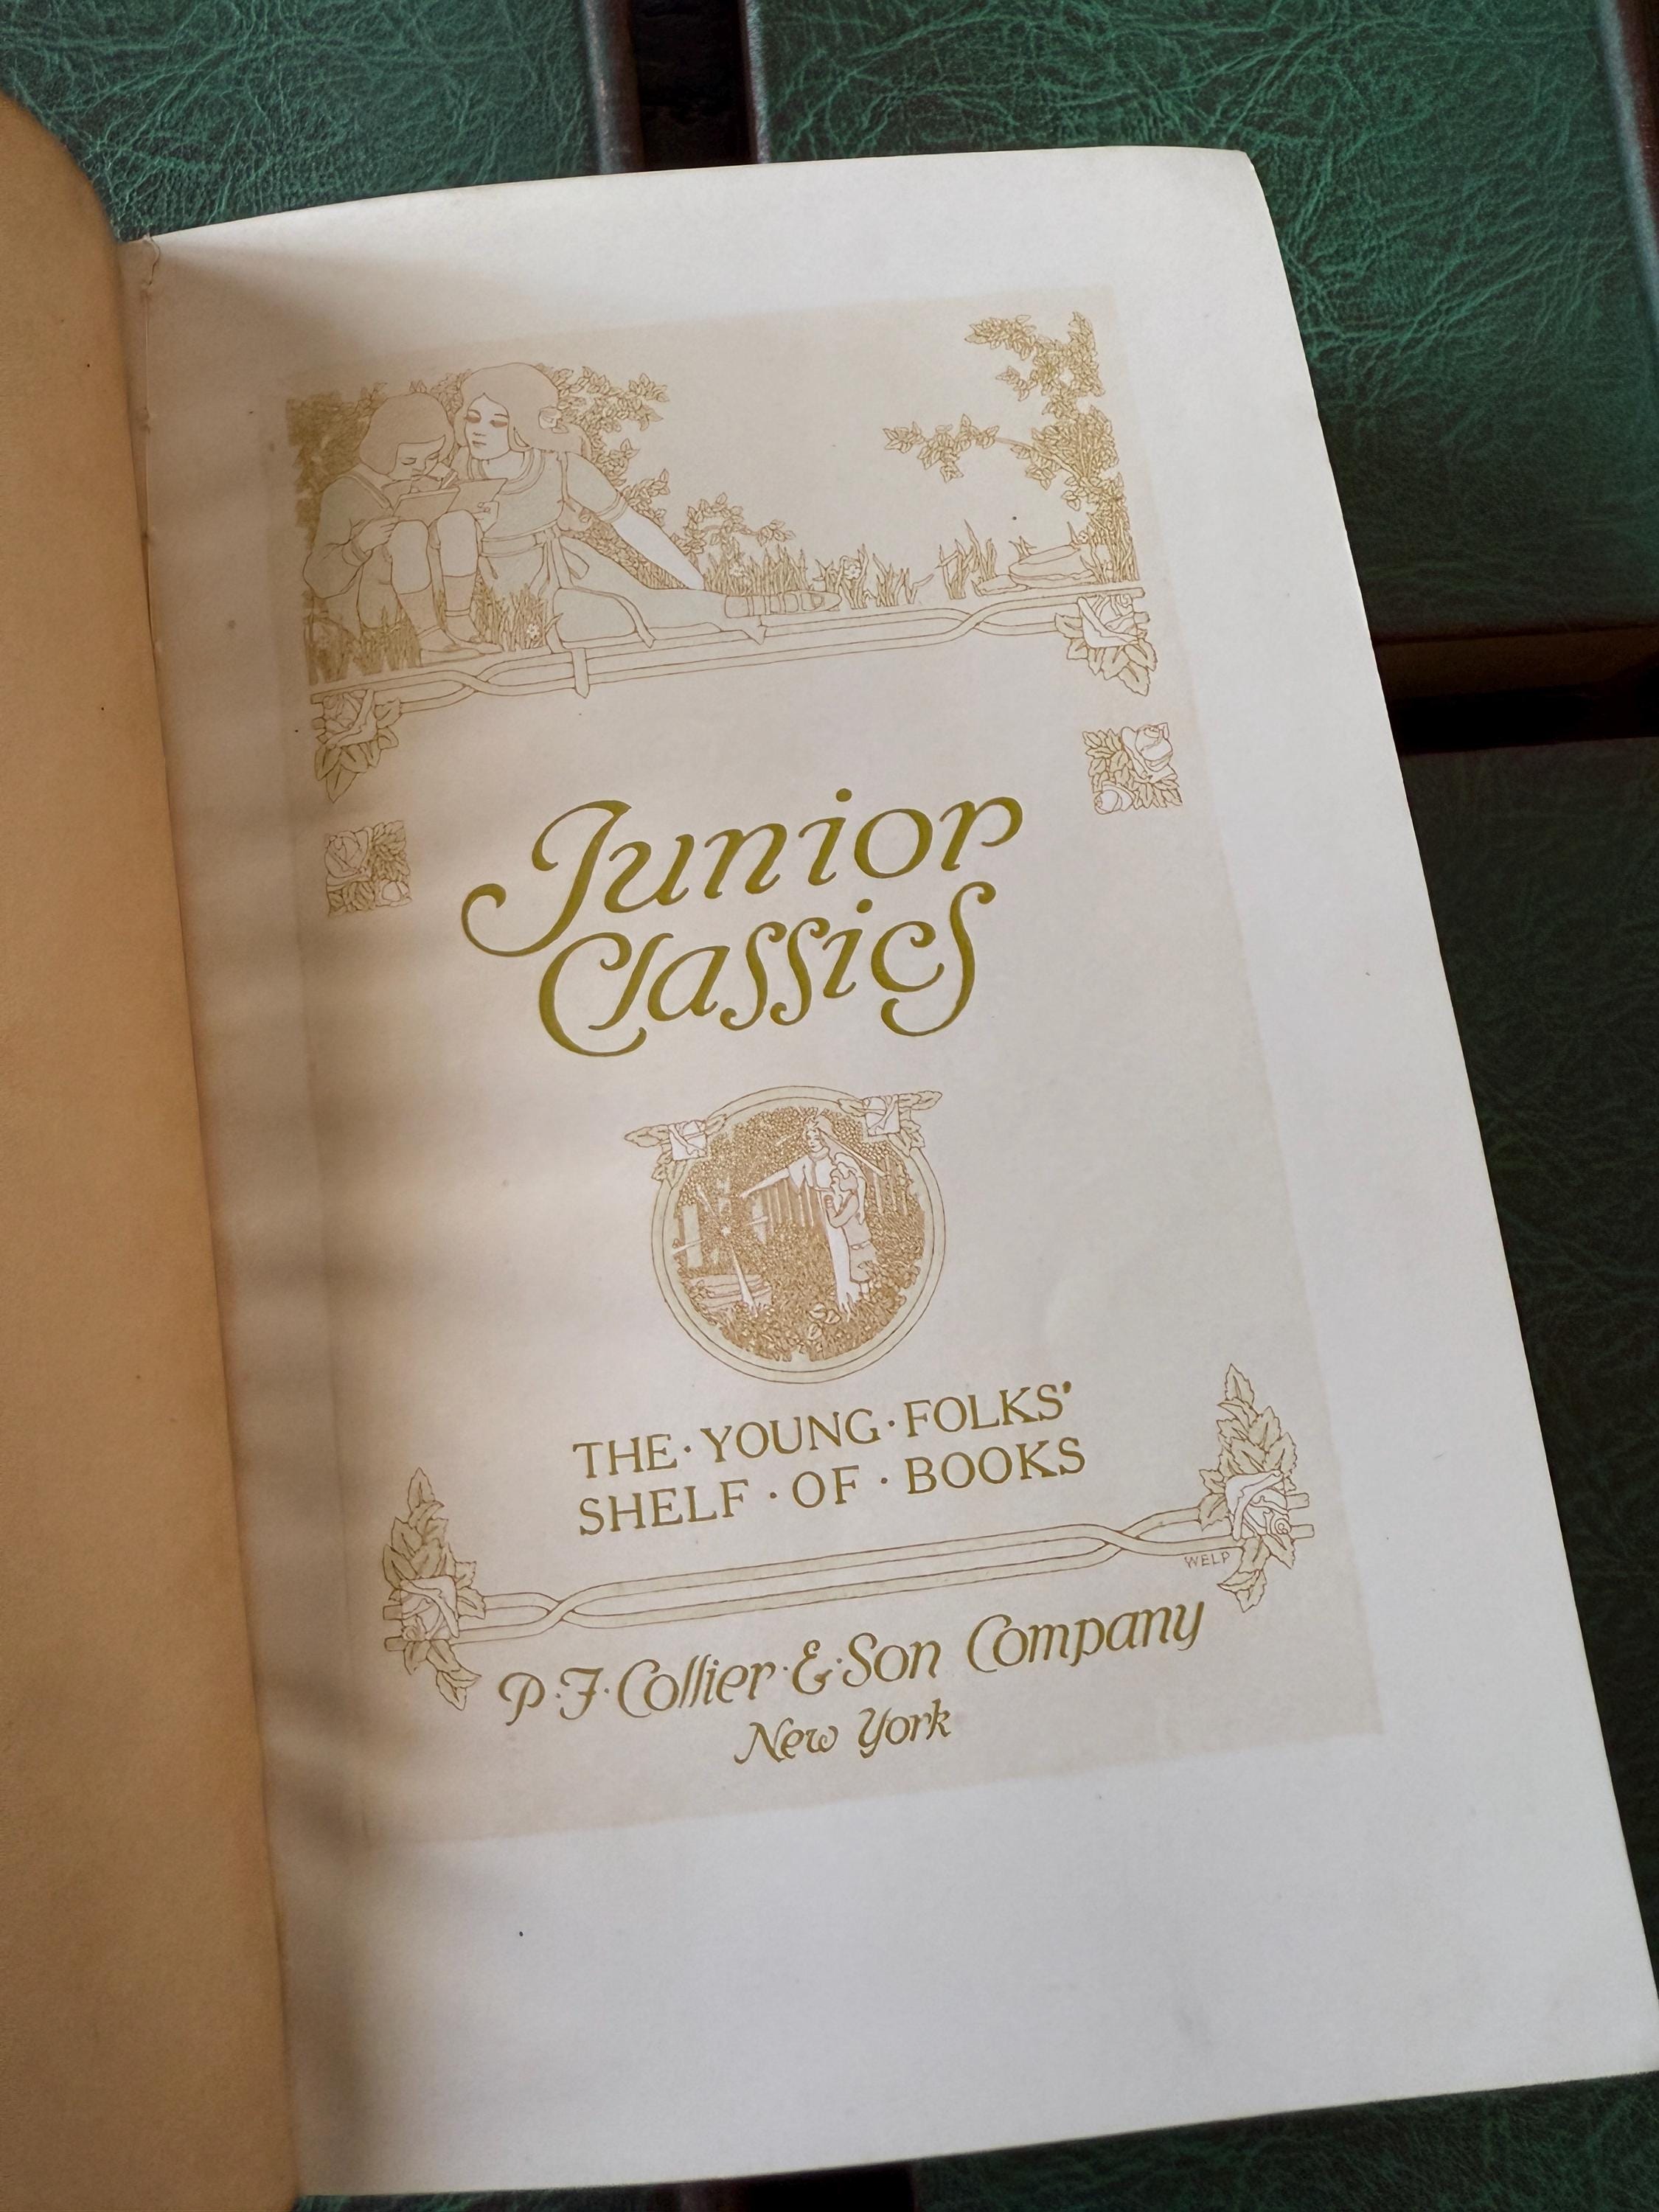 Junior
Classics
THE·YOUNG·FOLKS'
SHELF·OF·BOOKS
WELP
P·F·Collier·&·Son Company
New York